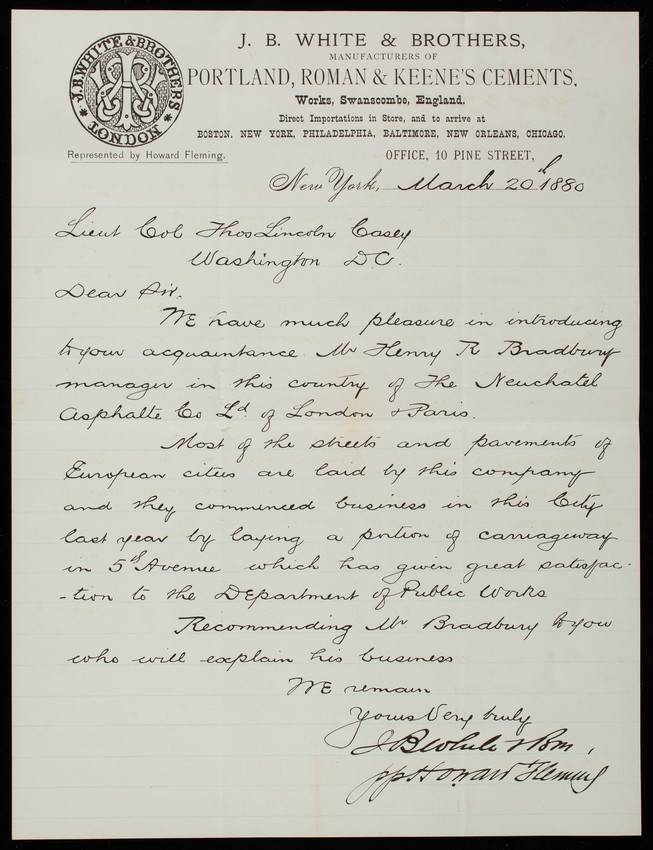 J. B. WHITE & BROTHERS,
MANUFACTURERS OF
PORTLAND, ROMAN & KEENE'S CEMENTS,
Works, Swanscombe, England.
Direct Importations in Store, and to arrive at
BOSTON, NEW YORK, PHILADELPHIA, BALTIMORE, NEW ORLEANS, CHICAGO.
J.B.WHITE & BROTHERS
LONDON
Represented by Howard Fleming.
OFFICE, 10 PINE STREET,
New York, March 20th 1880
Lieut Col Thos Lincoln Casey
Washington D.C.
Dear Sir.
We have much pleasure in introducing
to your acquaintance Mr Henry R Bradbury
manager in this country of the Neuchatel
Asphalte Co Ld of London & Paris.
Most of the streets and pavements of
European cities are laid by this company
and they commenced business in this City
last year by laying a portion of carriageway
in 5th Avenue which has given great satisfac-
-tion to the Department of Public Works
Recommending Mr Bradbury to you
who will explain his business
We remain
Yours Very truly
J B White & Bros.
pp Howard Fleming